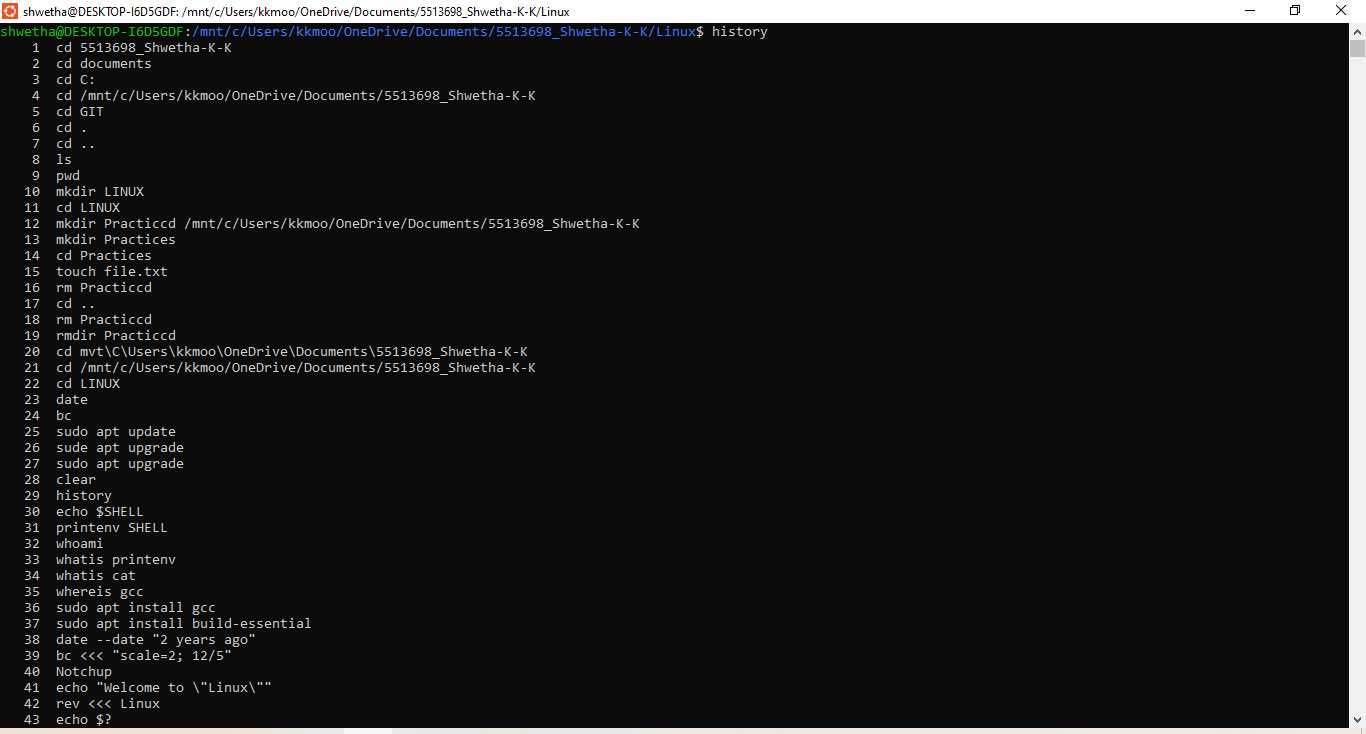 shwetha@DESKTOP-I6D5GDF: /mnt/c/Users/kkmoo/OneDrive/Documents/5513698_Shwetha-K-K/Linux
shwetha@DESKTOP-I6D5GDF:/mnt/c/Users/kkmoo/OneDrive/Documents/5513698_Shwetha-K-K/Linux$ history
1 cd 5513698_Shwetha-K-K
2 cd documents
3 cd C:
4 cd /mnt/c/Users/kkmoo/OneDrive/Documents/5513698_Shwetha-K-K
5 cd GIT
6 cd .
7 cd ..
8 ls
9 pwd
10 mkdir LINUX
11 cd LINUX
12 mkdir Practiccd /mnt/c/Users/kkmoo/OneDrive/Documents/5513698_Shwetha-K-K
13 mkdir Practices
14 cd Practices
15 touch file.txt
16 rm Practiccd
17 cd ..
18 rm Practiccd
19 rmdir Practiccd
20 cd mvt\C\Users\kkmoo\OneDrive\Documents\5513698_Shwetha-K-K
21 cd /mnt/c/Users/kkmoo/OneDrive/Documents/5513698_Shwetha-K-K
22 cd LINUX
23 date
24 bc
25 sudo apt update
26 sude apt upgrade
27 sudo apt upgrade
28 clear
29 history
30 echo $SHELL
31 printenv SHELL
32 whoami
33 whatis printenv
34 whatis cat
35 whereis gcc
36 sudo apt install gcc
37 sudo apt install build-essential
38 date --date "2 years ago"
39 bc <<< "scale=2; 12/5"
40 Notchup
41 echo "Welcome to \"Linux\""
42 rev <<< Linux
43 echo $?